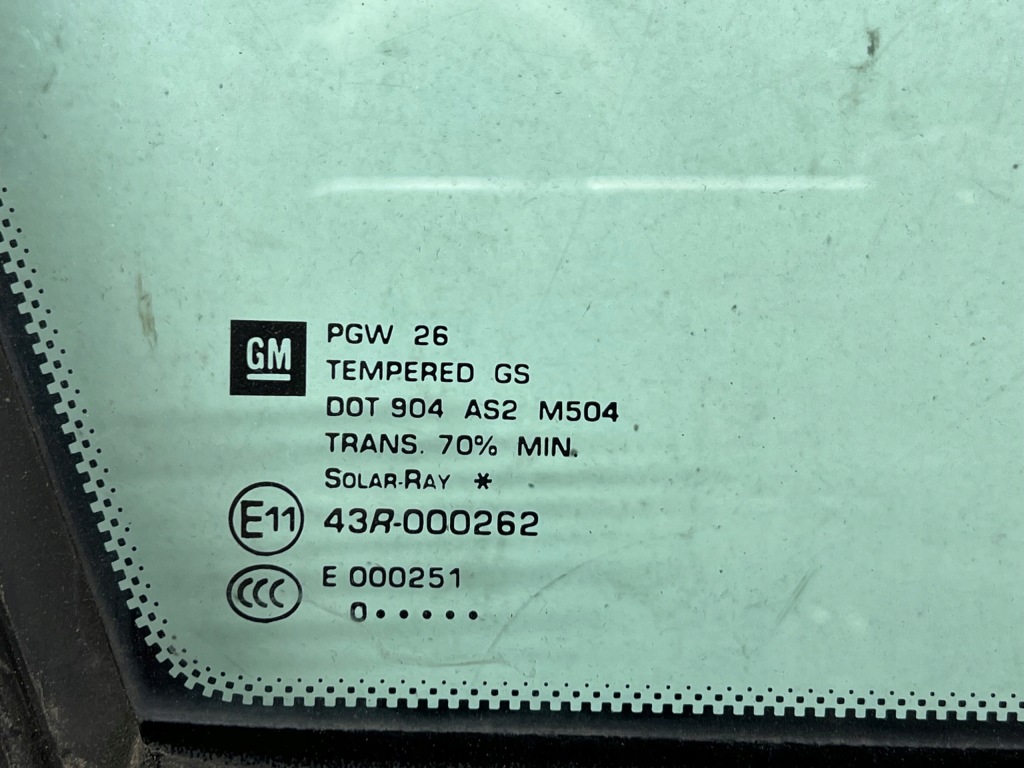 GM
PGW 26
TEMPERED GS
DOT 904 AS2 M504
TRANS. 70% MIN.
SOLAR-RAY *
E11 43R-000262
CCC E 000251
0 • • • • •